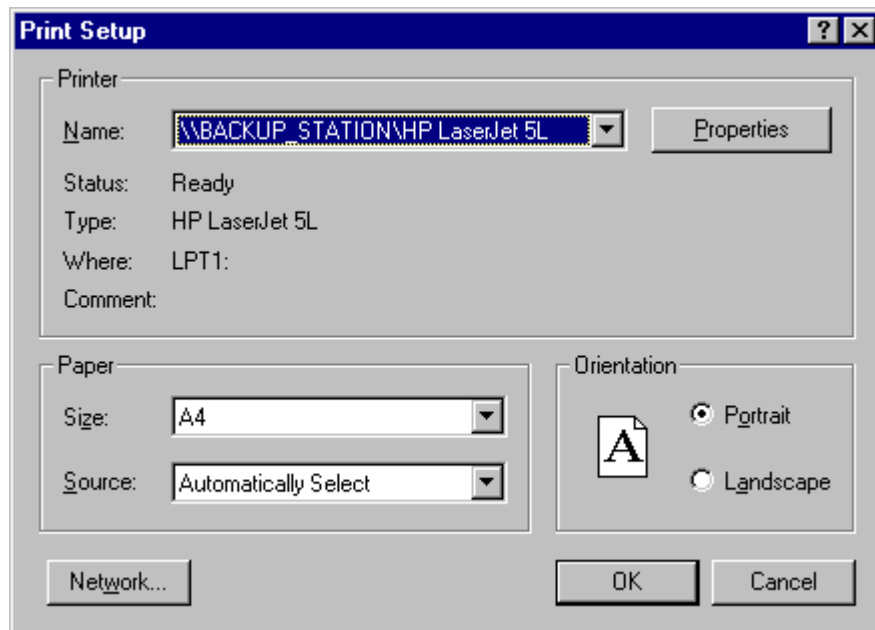 Print Setup
Printer
Name: \\BACKUP_STATION\HP LaserJet 5L Properties
Status: Ready
Type: HP LaserJet 5L
Where: LPT1:
Comment:
Paper
Size: A4
Source: Automatically Select
Orientation
A
Portrait
Landscape
Network... OK Cancel